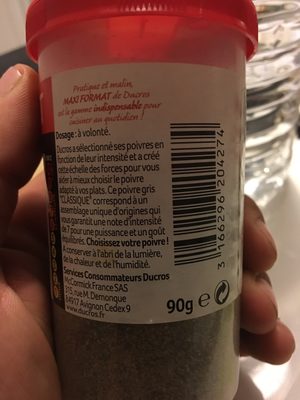 Pratique et malin,
MAXI FORMAT de Ducros
est la gamme indispensable pour
cuisiner au quotidien !
Dosage : à volonté.
Ducros a sélectionné ses poivres en
fonction de leur intensité et a créé
cette échelle des forces pour vous
aider à mieux choisir le poivre
adapté à vos plats. Ce poivre gris
"CLASSIQUE" correspond à un
assemblage unique d'origines qui
vous garantit une note d'intensité
de 7 pour une puissance et un goût
équilibrés. Choisissez votre poivre !
A conserver à l'abri de la lumière,
de la chaleur et de l'humidité.
Services Consommateurs Ducros
McCormick France SAS
315, rue M. Demonque
84917 Avignon Cedex 9
www.ducros.fr
90g e
3 166296 204274